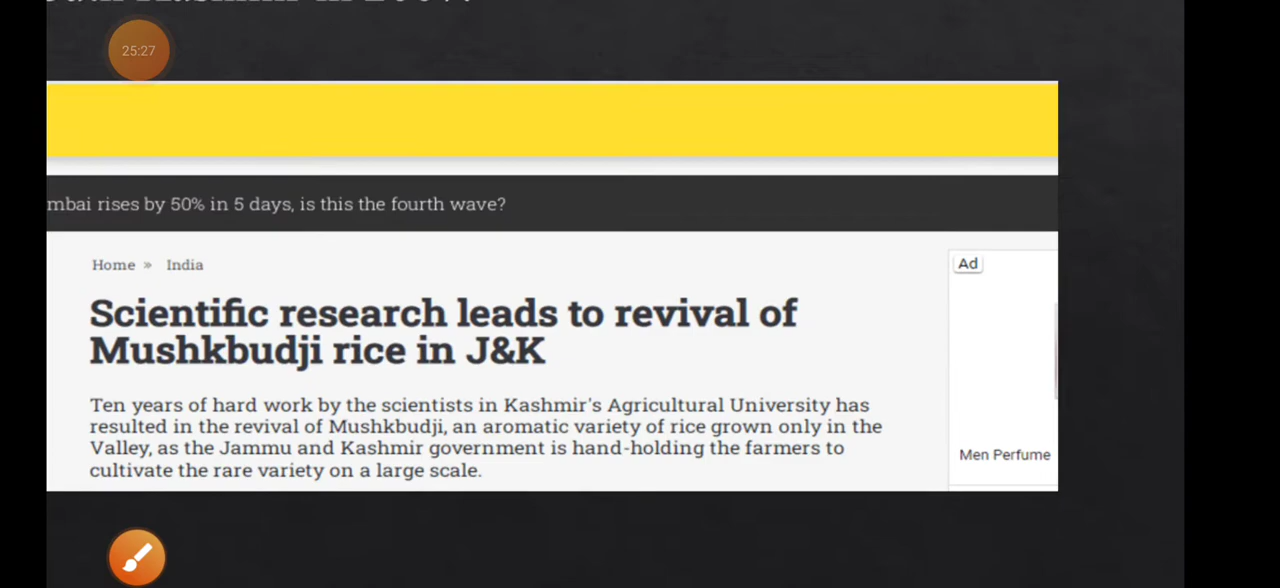 25:27
mbai rises by 50% in 5 days, is this the fourth wave?
Home » India
Ad
Scientific research leads to revival of
Mushkbudji rice in J&K
Ten years of hard work by the scientists in Kashmir's Agricultural University has
resulted in the revival of Mushkbudji, an aromatic variety of rice grown only in the
Valley, as the Jammu and Kashmir government is hand-holding the farmers to
cultivate the rare variety on a large scale.
Men Perfume